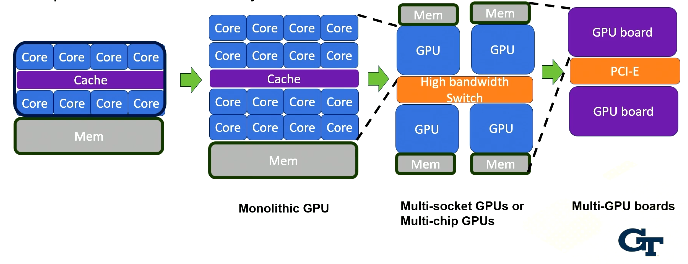 Core Core Core Core
Cache
Core Core Core Core
Mem
Core Core Core Core
Core Core Core Core
Cache
Core Core Core Core
Core Core Core Core
Mem
Monolithic GPU
Mem Mem
GPU GPU
High bandwidth
Switch
GPU GPU
Mem Mem
Multi-socket GPUs or
Multi-chip GPUs
GPU board
PCI-E
GPU board
Multi-GPU boards
GT